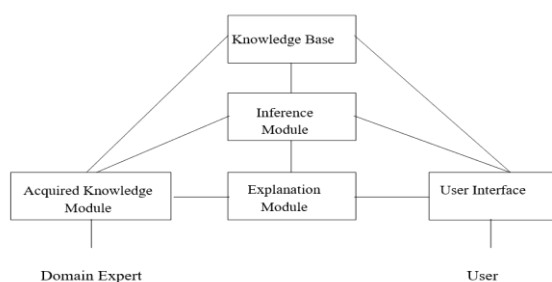 Knowledge Base
Inference
Module
Acquired Knowledge
Module
Explanation
Module
User Interface
Domain Expert
User